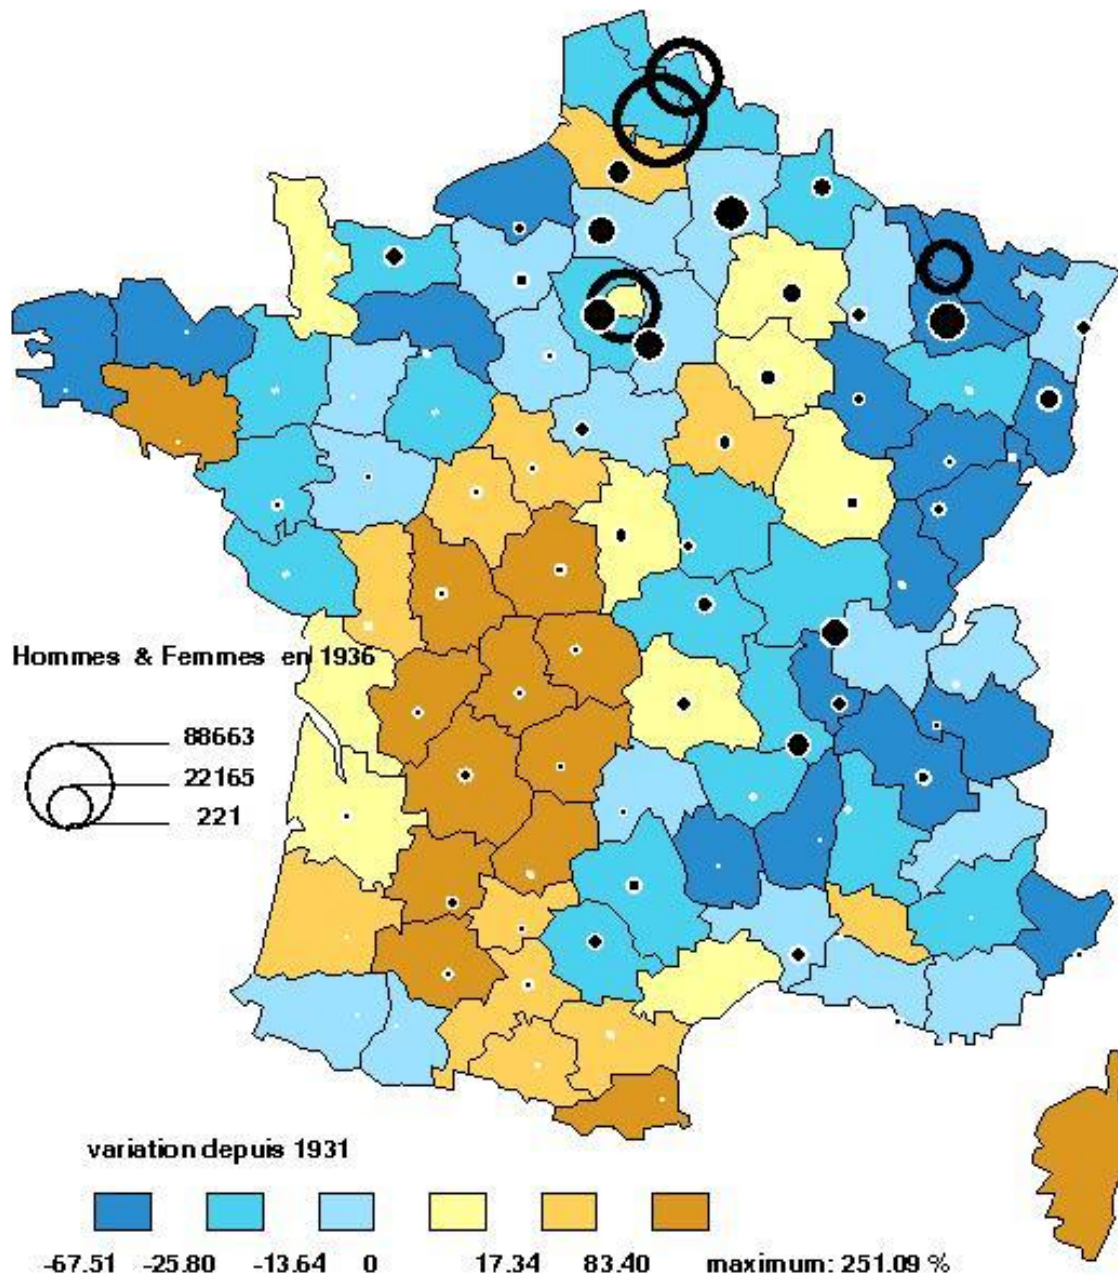 Hommes & Femmes en 1936
88663
22165
221
variation depuis 1931
-67.51 -25.80 -13.64 0 17.34 83.40 maximum: 251.09 %